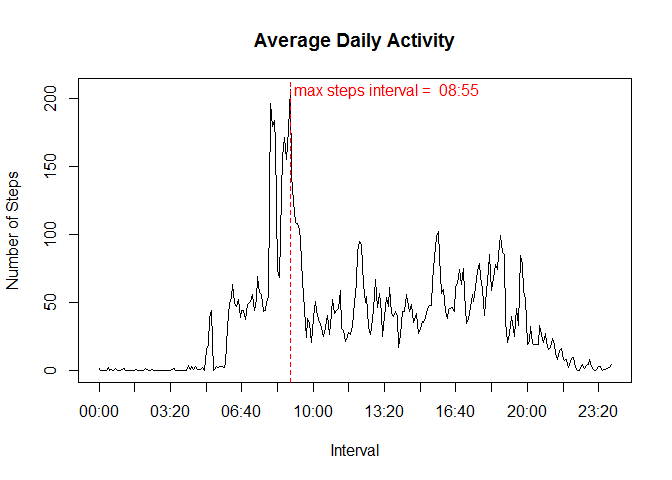 Average Daily Activity
max steps interval =  08:55
Number of Steps
200
150
100
50
0
00:00 03:20 06:40 10:00 13:20 16:40 20:00 23:20
Interval